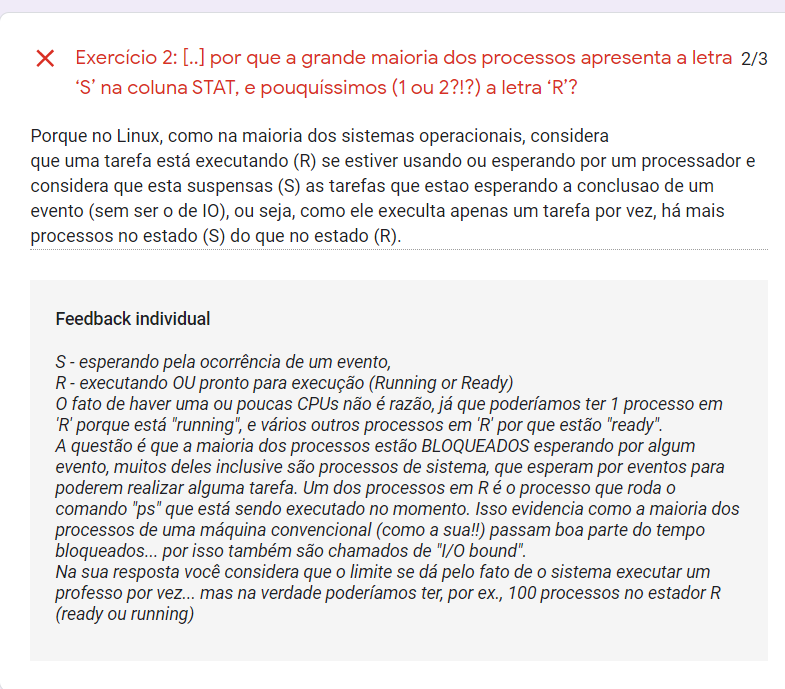 Exercício 2: [..] por que a grande maioria dos processos apresenta a letra 2/3
‘S’ na coluna STAT, e pouquíssimos (1 ou 2?!?) a letra ‘R’?
Porque no Linux, como na maioria dos sistemas operacionais, considera
que uma tarefa está executando (R) se estiver usando ou esperando por um processador e
considera que esta suspensas (S) as tarefas que estao esperando a conclusao de um
evento (sem ser o de IO), ou seja, como ele execulta apenas um tarefa por vez, há mais
processos no estado (S) do que no estado (R).
Feedback individual
S - esperando pela ocorrência de um evento,
R - executando OU pronto para execução (Running or Ready)
O fato de haver uma ou poucas CPUs não é razão, já que poderíamos ter 1 processo em
'R' porque está "running", e vários outros processos em 'R' por que estão "ready".
A questão é que a maioria dos processos estão BLOQUEADOS esperando por algum
evento, muitos deles inclusive são processos de sistema, que esperam por eventos para
poderem realizar alguma tarefa. Um dos processos em R é o processo que roda o
comando "ps" que está sendo executado no momento. Isso evidencia como a maioria dos
processos de uma máquina convencional (como a sua!!) passam boa parte do tempo
bloqueados... por isso também são chamados de "I/O bound".
Na sua resposta você considera que o limite se dá pelo fato de o sistema executar um
professo por vez... mas na verdade poderíamos ter, por ex., 100 processos no estador R
(ready ou running)